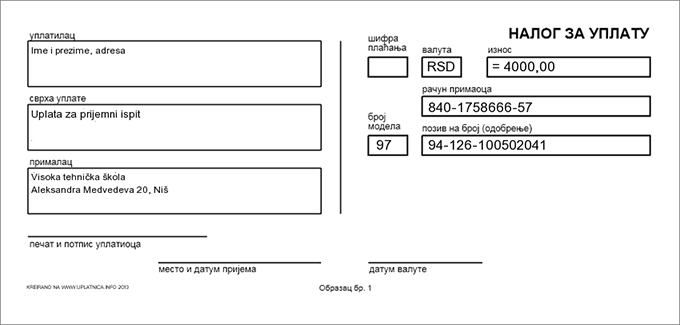 НАЛОГ ЗА УПЛАТУ
уплатилац
Ime i prezime, adresa
сврха уплате
Uplata za prijemni ispit
прималац
Visoka tehnička škola
Aleksandra Medvedeva 20, Niš
печат и потпис уплатиоца
место и датум пријема
шифра
плаћања
валута
RSD
износ
= 4000,00
рачун примаоца
840-1758666-57
број
модела
97
позив на број (одобрење)
94-126-100502041
датум валуте
KREIRANO NA WWW.UPLATNICA.INFO 2013
Образац бр. 1